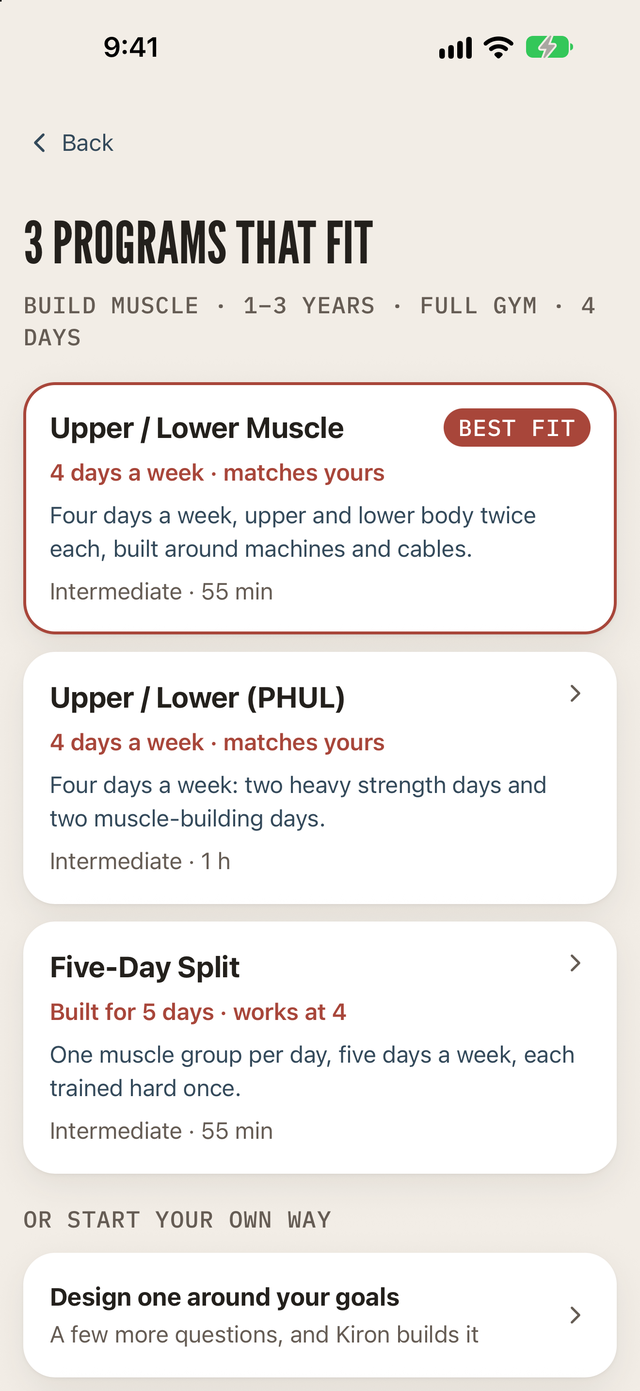 9:41
Back
3 PROGRAMS THAT FIT
BUILD MUSCLE · 1–3 YEARS · FULL GYM · 4
DAYS
Upper / Lower Muscle
BEST FIT
4 days a week · matches yours
Four days a week, upper and lower body twice
each, built around machines and cables.
Intermediate · 55 min
Upper / Lower (PHUL)
4 days a week · matches yours
Four days a week: two heavy strength days and
two muscle-building days.
Intermediate · 1 h
Five-Day Split
Built for 5 days · works at 4
One muscle group per day, five days a week, each
trained hard once.
Intermediate · 55 min
OR START YOUR OWN WAY
Design one around your goals
A few more questions, and Kiron builds it